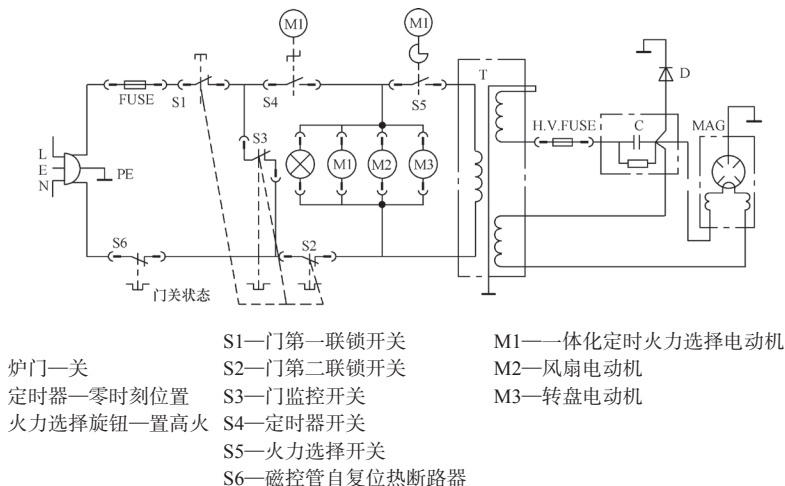 M1
M1
T
D
FUSE
S1
S4
S5
H.V.FUSE
C
MAG
S3
L
E
N
PE
M1
M2
M3
S6
S2
门关状态
S1—门第一联锁开关
M1—一体化定时火力选择电动机
炉门—关
S2—门第二联锁开关
M2—风扇电动机
定时器—零时刻位置
S3—门监控开关
M3—转盘电动机
火力选择旋钮—置高火
S4—定时器开关
S5—火力选择开关
S6—磁控管自复位热断路器